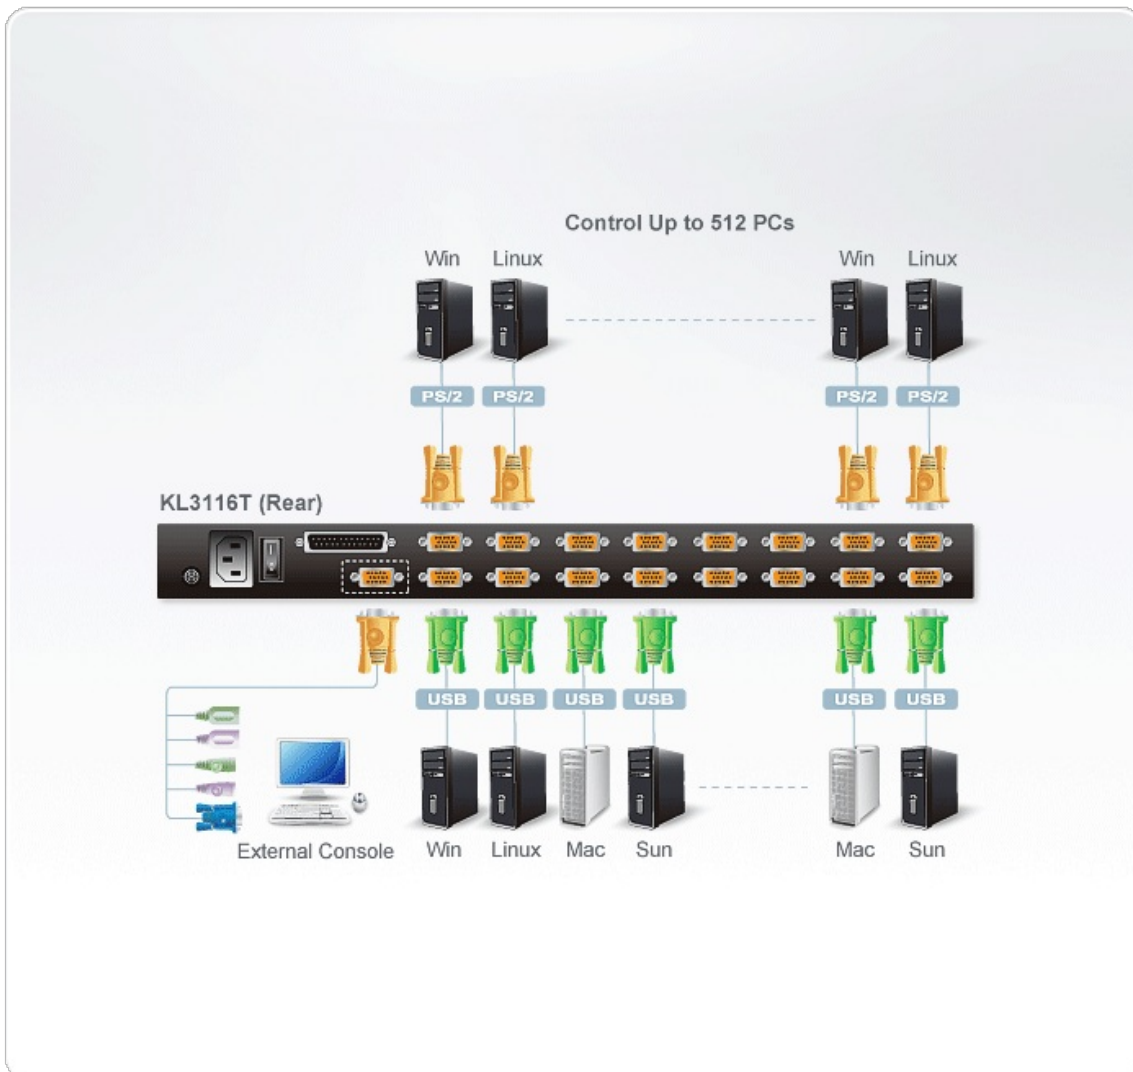 Control Up to 512 PCs
Win Linux Win Linux
PS/2 PS/2 PS/2 PS/2
KL3116T (Rear)
USB USB USB USB USB USB
External Console Win Linux Mac Sun Mac Sun